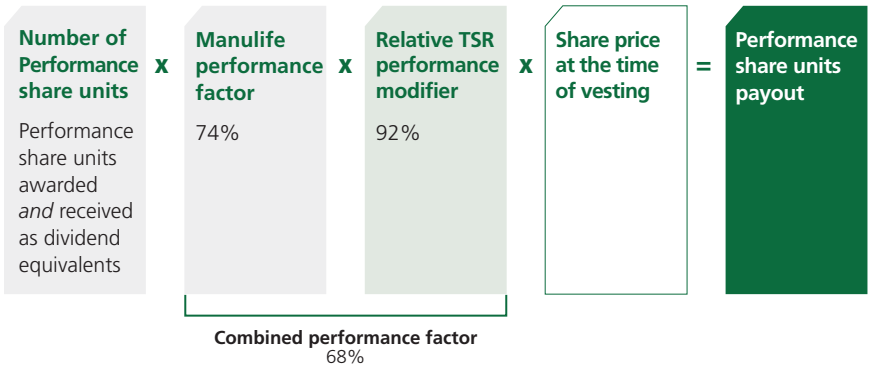 Number of
Performance
share units
Performance
share units
awarded
and received
as dividend
equivalents
x
Manulife
performance
factor
74%
x
Relative TSR
performance
modifier
92%
x
Share price
at the time
of vesting
=
Performance
share units
payout
Combined performance factor
68%